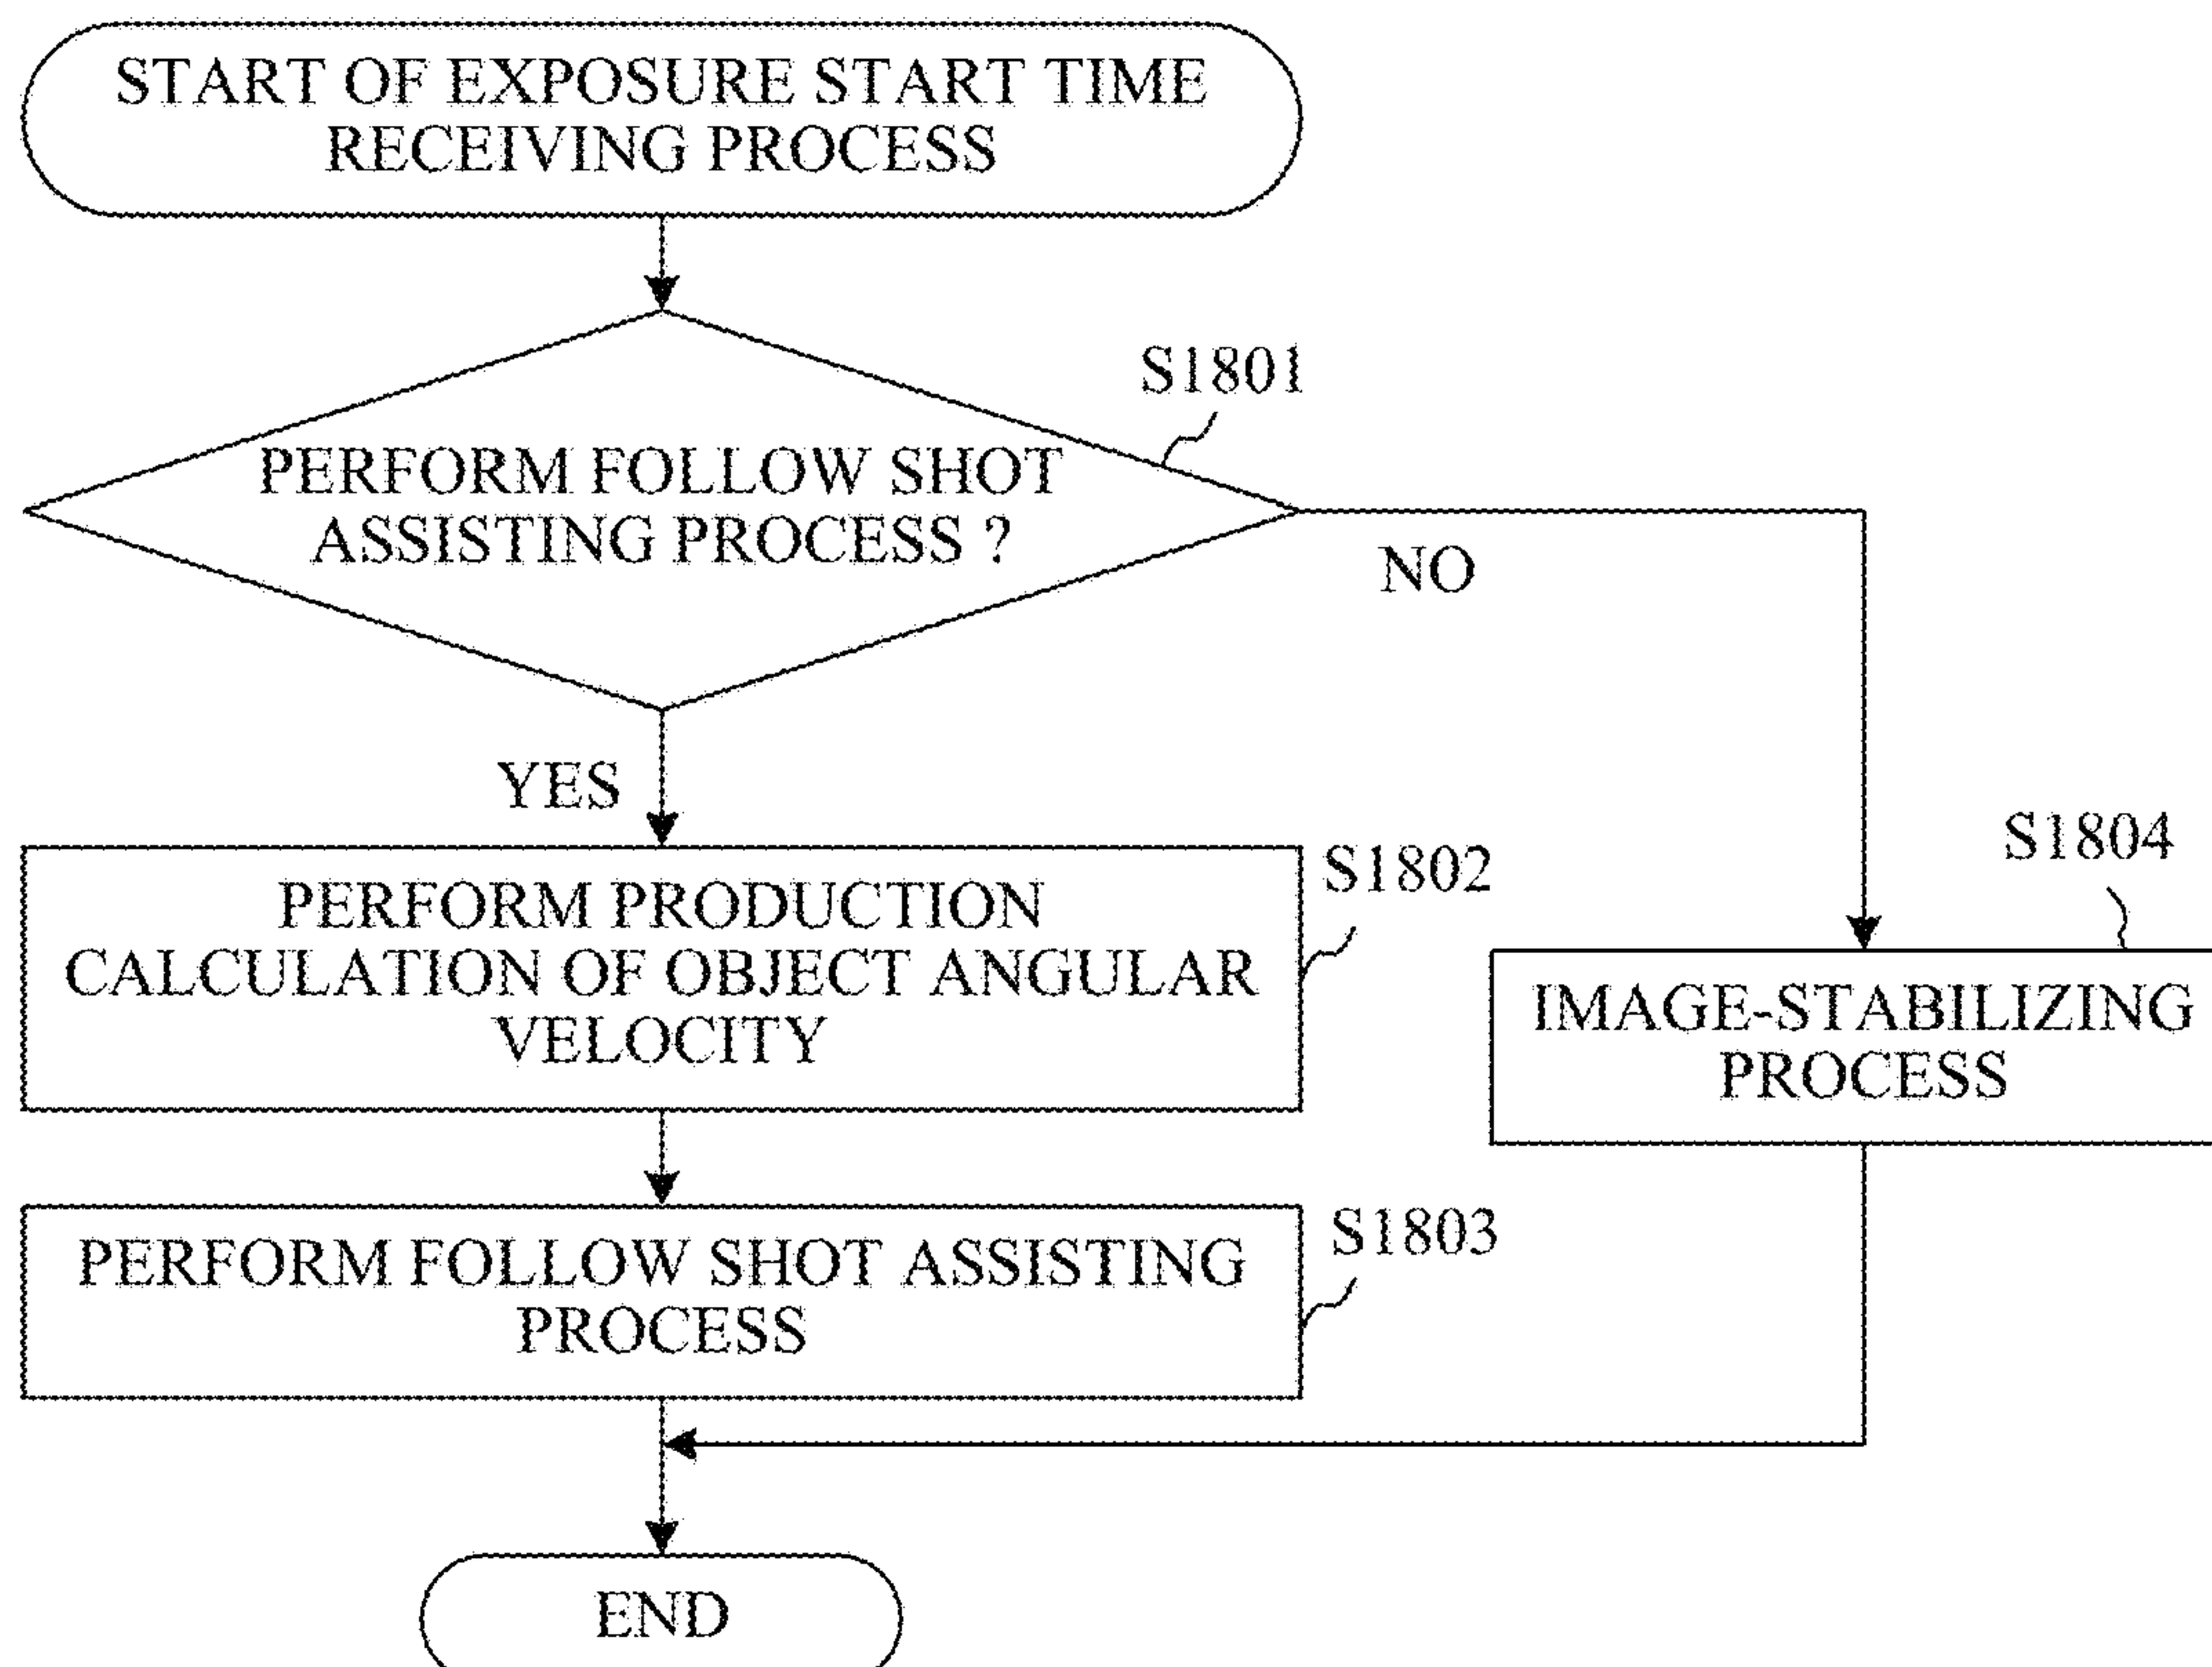 START OF EXPOSURE START TIME
RECEIVING PROCESS
S1801
PERFORM FOLLOW SHOT
ASSISTING PROCESS ?
NO
YES
S1802
PERFORM PRODUCTION
CALCULATION OF OBJECT ANGULAR
VELOCITY
S1804
IMAGE-STABILIZING
PROCESS
S1803
PERFORM FOLLOW SHOT ASSISTING
PROCESS
END